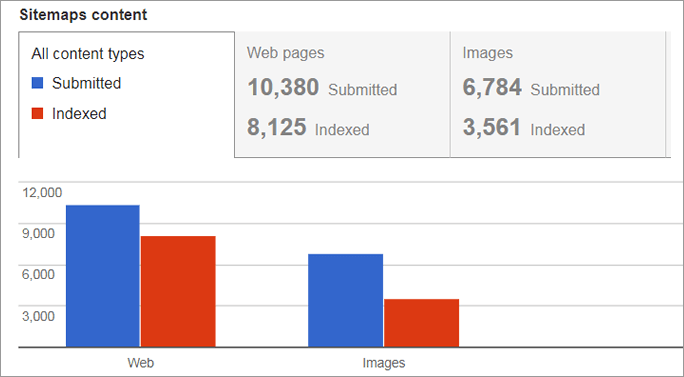 Sitemaps content
All content types
Submitted
Indexed
Web pages
10,380 Submitted
8,125 Indexed
Images
6,784 Submitted
3,561 Indexed
12,000
9,000
6,000
3,000
Web
Images